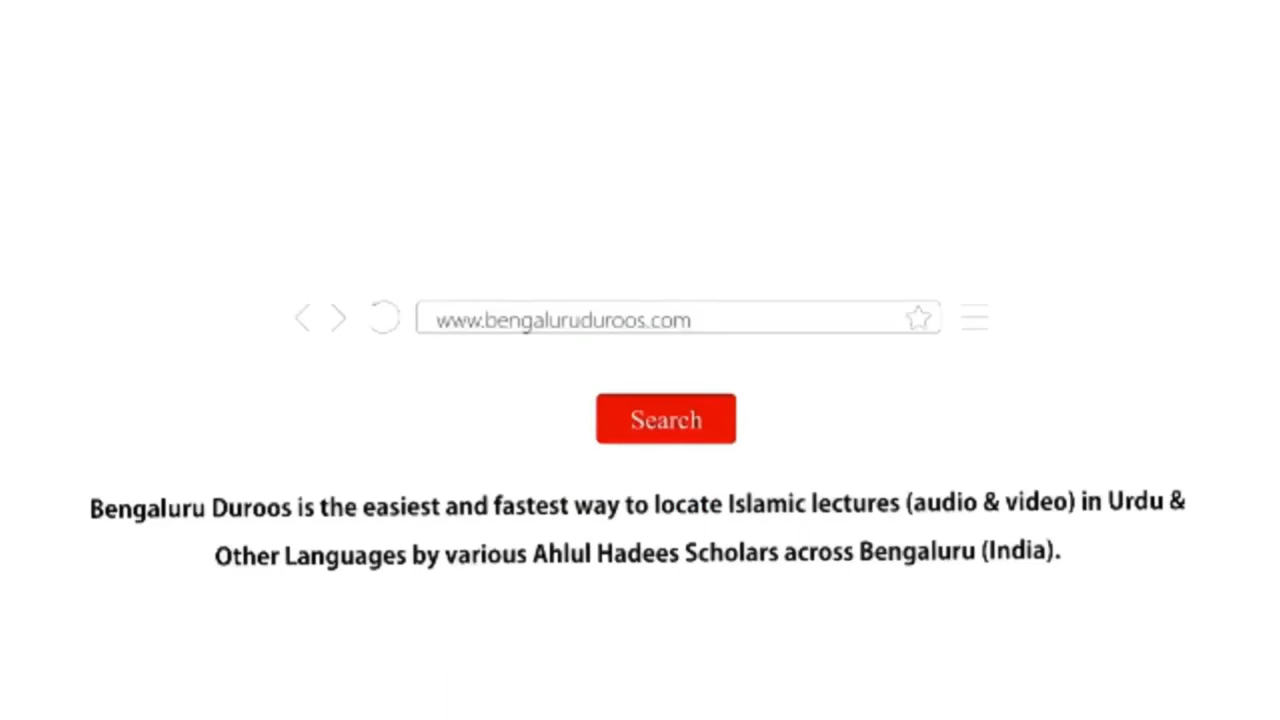 www.bengaluruduroos.com
Search
Bengaluru Duroos is the easiest and fastest way to locate Islamic lectures (audio & video) in Urdu &
Other Languages by various Ahlul Hadees Scholars across Bengaluru (India).